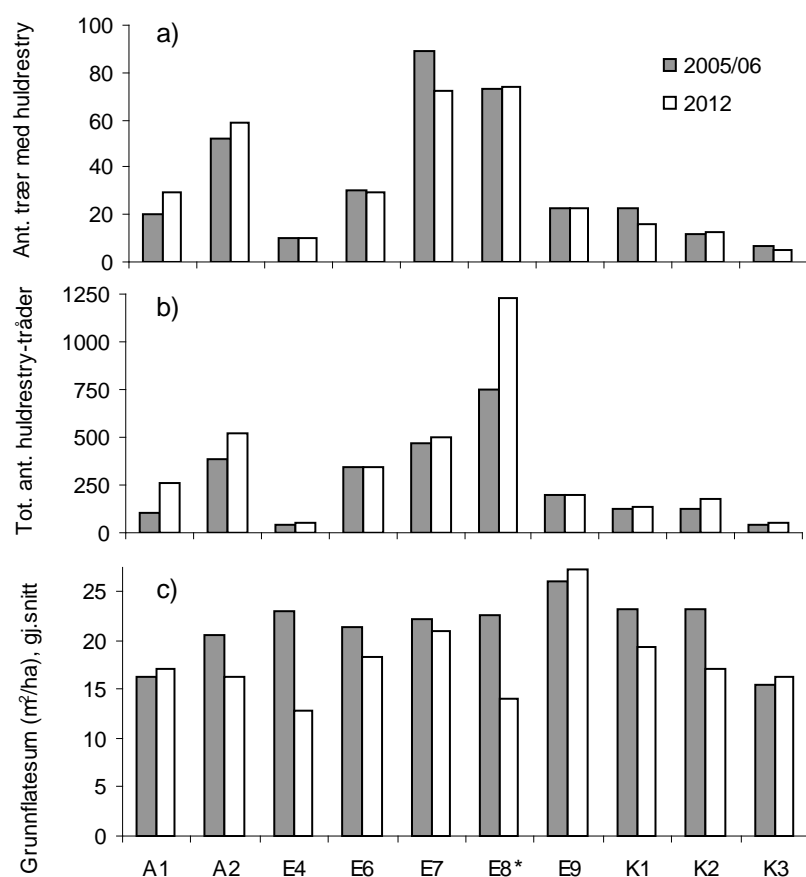 a)
Ant. trær med huldrestry
100
80
60
40
20
0
2005/06
2012
b)
Tot. ant. huldrestry-tråder
1250
1000
750
500
250
0
c)
Grunnflatesum (m²/ha), gj.snitt
25
20
15
10
5
0
A1 A2 E4 E6 E7 E8* E9 K1 K2 K3